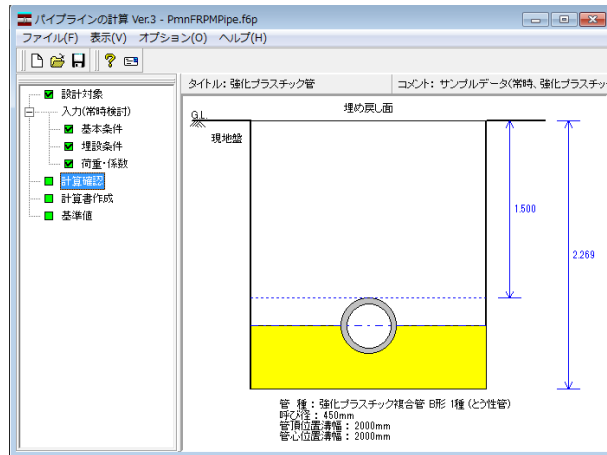 パイプラインの計算 Ver.3 - PmnFRPMPipe.f6p
ファイル(F) 表示(V) オプション(O) ヘルプ(H)
設計対象
入力(常時検討)
基本条件
埋設条件
荷重・係数
計算確認
計算書作成
基準値
タイトル: 強化プラスチック管
コメント: サンプルデータ(常時、強化プラスチッ
G.L.
埋め戻し面
現地盤
1.500
2.269
管 種 : 強化プラスチック複合管 B形 1種 (とう性管)
呼び径 : 450mm
管頂位置溝幅 : 2000mm
管心位置溝幅 : 2000mm